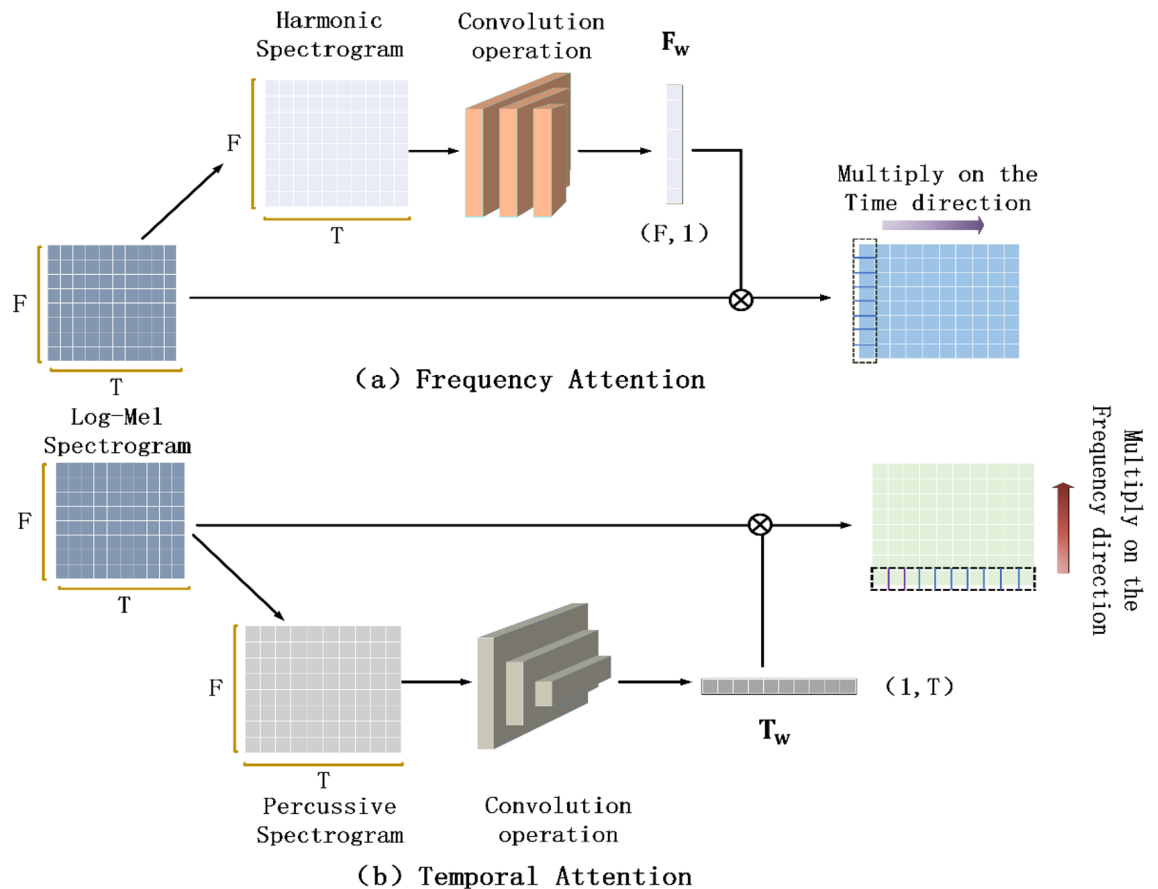 Harmonic
Spectrogram
Convolution
operation
F_w
F
T
(F, 1)
Multiply on the
Time direction
F
T
(a) Frequency Attention
Log-Mel
Spectrogram
F
T
Multiply on the
Frequency direction
F
T
(1, T)
T_w
Percussive
Spectrogram
Convolution
operation
(b) Temporal Attention